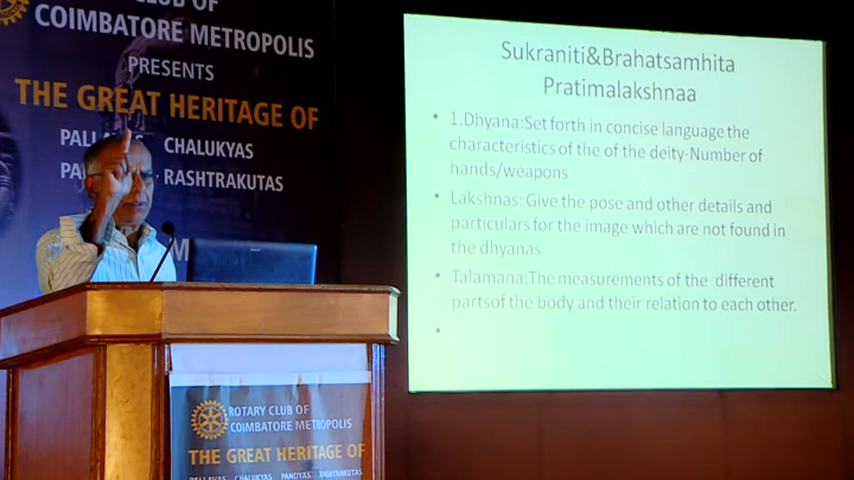 CLUB OF
COIMBATORE METROPOLIS
PRESENTS
THE GREAT HERITAGE OF
CHALUKYAS
RASHTRAKUTAS
Sukraniti&Brahatsamhita
Pratimalakshnaa
• 1.Dhyana:Set forth in concise language the
characteristics of the of the deity-Number of
hands/weapons
• Lakshnas: Give the pose and other details and
particulars for the image which are not found in
the dhyanas
• Talamana:The measurements of the different
partsof the body and their relation to each other.
•
ROTARY CLUB OF
COIMBATORE METROPOLIS
THE GREAT HERITAGE OF
PALLAVAS CHALUKYAS PANDYAS RASHTRAKUTAS